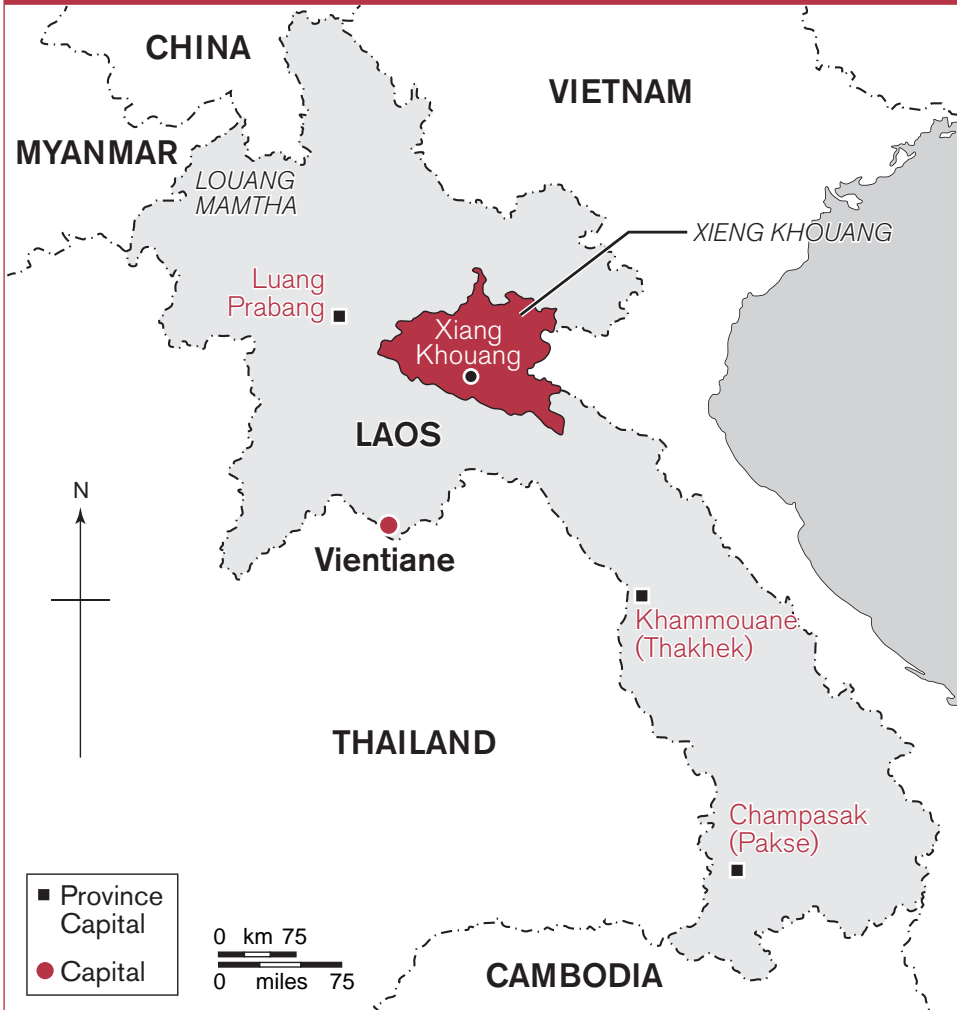 CHINA
VIETNAM
MYANMAR
LOUANG
MAMTHA
XIENG KHOUANG
Luang
Prabang
Xiang
Khouang
LAOS
N
Vientiane
Khammouane
(Thakhek)
THAILAND
Champasak
(Pakse)
Province
Capital
Capital
0 km 75
0 miles 75
CAMBODIA